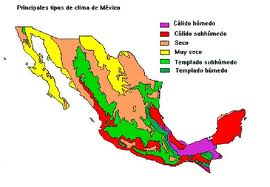 Principales tipos de clima de México
Cálido húmedo
Cálido subhúmedo
Seco
Muy seco
Templado subhúmedo
Templado húmedo